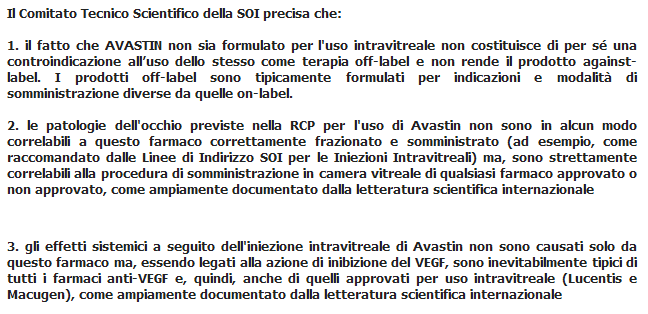 Il Comitato Tecnico Scientifico della SOI precisa che:
1. il fatto che AVASTIN non sia formulato per l'uso intravitreale non costituisce di per sé una
controindicazione all’uso dello stesso come terapia off-label e non rende il prodotto against-
label. I prodotti off-label sono tipicamente formulati per indicazioni e modalità di
somministrazione diverse da quelle on-label.
2. le patologie dell'occhio previste nella RCP per l'uso di Avastin non sono in alcun modo
correlabili a questo farmaco correttamente frazionato e somministrato (ad esempio, come
raccomandato dalle Linee di Indirizzo SOI per le Iniezioni Intravitreali) ma, sono strettamente
correlabili alla procedura di somministrazione in camera vitreale di qualsiasi farmaco approvato o
non approvato, come ampiamente documentato dalla letteratura scientifica internazionale
3. gli effetti sistemici a seguito dell'iniezione intravitreale di Avastin non sono causati solo da
questo farmaco ma, essendo legati alla azione di inibizione del VEGF, sono inevitabilmente tipici di
tutti i farmaci anti-VEGF e, quindi, anche di quelli approvati per uso intravitreale (Lucentis e
Macugen), come ampiamente documentato dalla letteratura scientifica internazionale